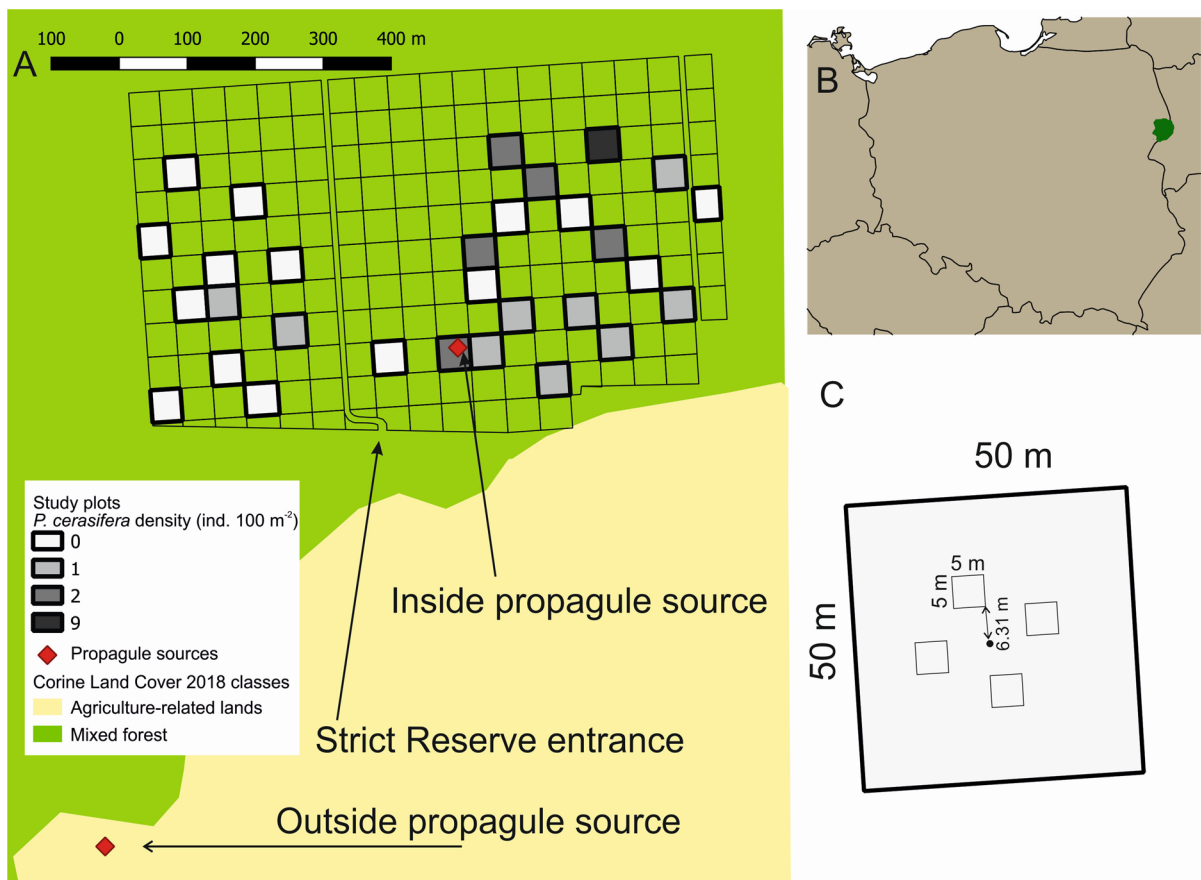 100 0 100 200 300 400 m
A
Study plots
P. cerasifera density (ind. 100 m⁻²)
0
1
2
9
Propagule sources
Corine Land Cover 2018 classes
Agriculture-related lands
Mixed forest
Inside propagule source
Strict Reserve entrance
Outside propagule source
B
C
50 m
50 m
5 m
5 m
6.31 m